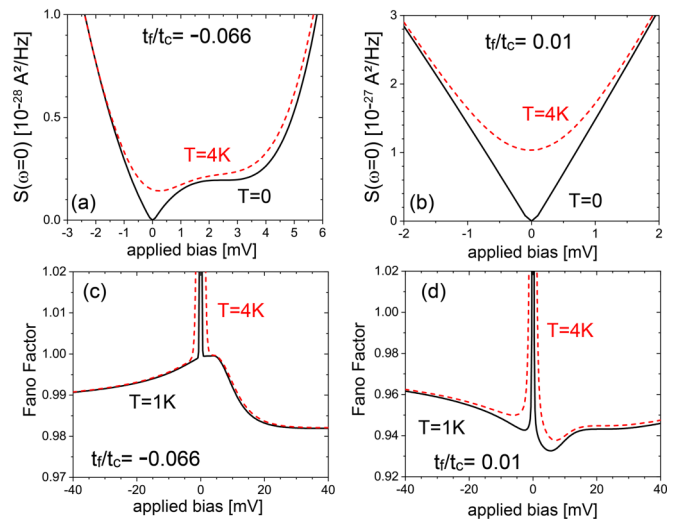 1.0
0.5
0.0
S(ω=0) [10⁻²⁸ A²/Hz]
t_f/t_c= −0.066
T=4K
T=0
(a)
-3 -2 -1 0 1 2 3 4 5 6
applied bias [mV]
3
2
1
0
S(ω=0) [10⁻²⁷ A²/Hz]
t_f/t_c= 0.01
T=4K
T=0
(b)
-2 -1 0 1 2
applied bias [mV]
1.02
1.01
1.00
0.99
0.98
0.97
Fano Factor
(c)
T=4K
T=1K
t_f/t_c= −0.066
-40 -20 0 20 40
applied bias [mV]
1.02
1.00
0.98
0.96
0.94
0.92
Fano Factor
(d)
T=4K
T=1K
t_f/t_c= 0.01
-40 -20 0 20 40
applied bias [mV]